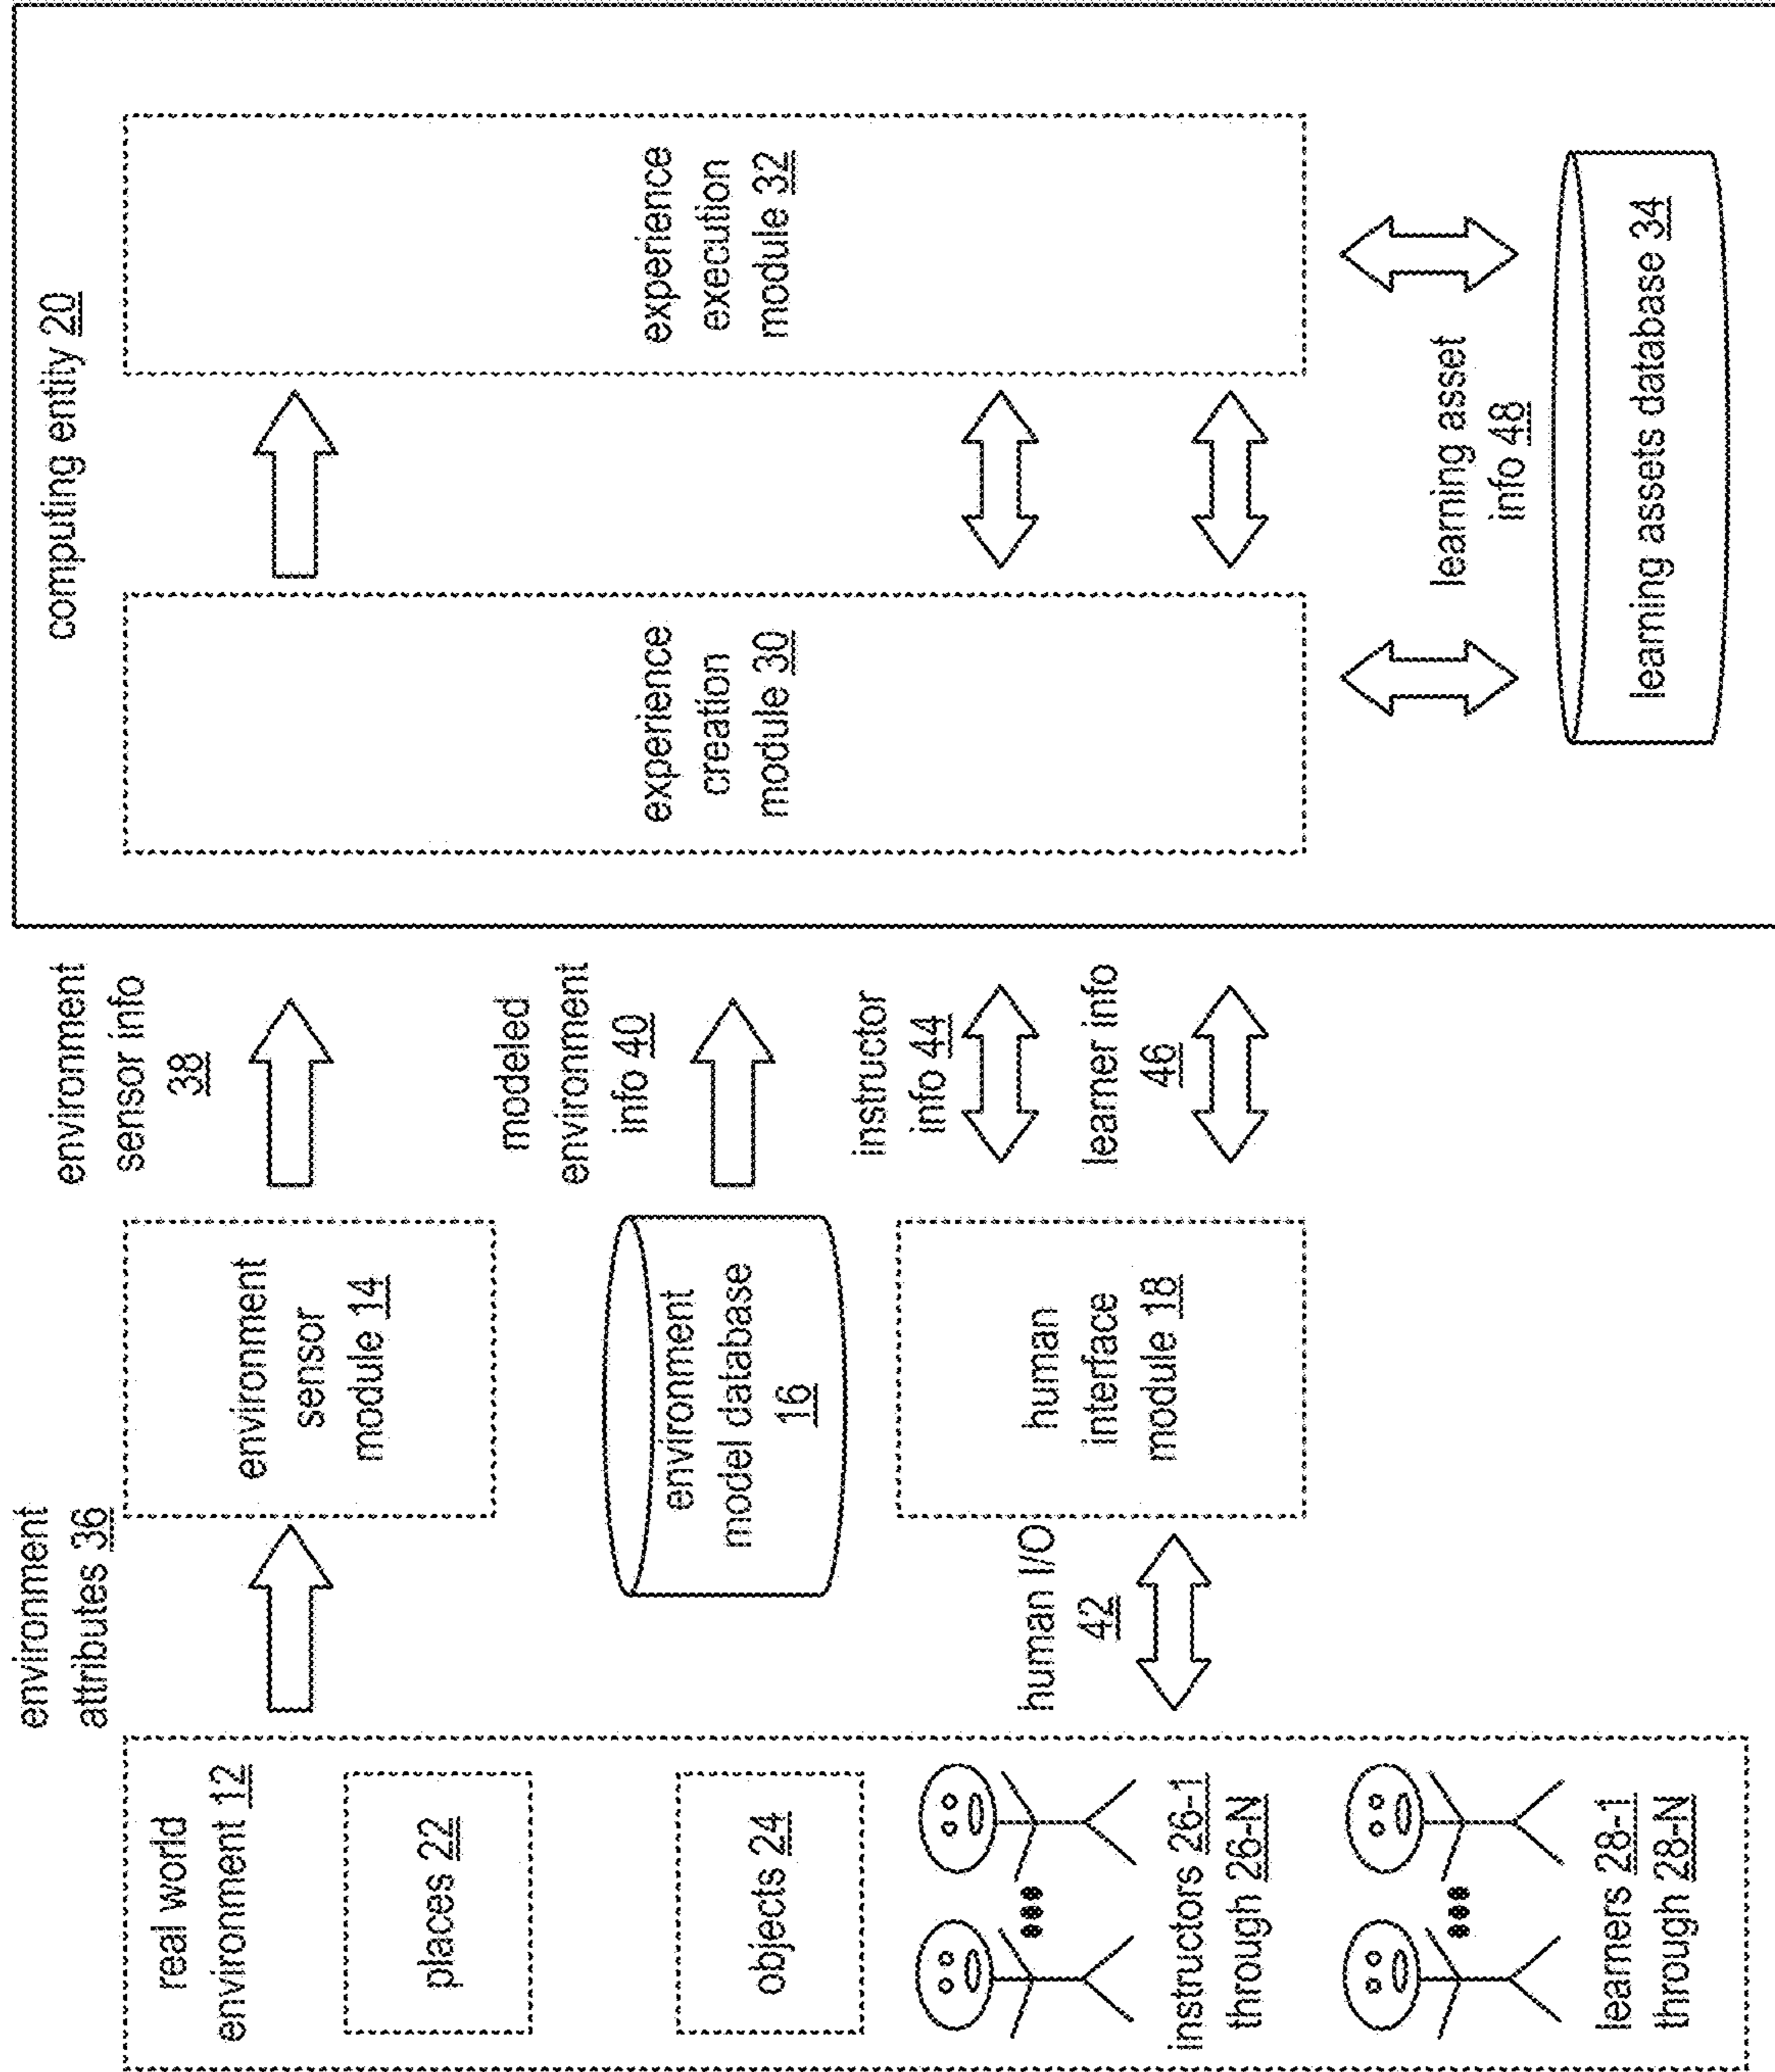 real world
environment 12
places 22
objects 24
instructors 26-1
through 26-N
learners 28-1
through 28-N
environment
attributes 36
human I/O
42
environment
sensor
module 14
environment
model database
16
human
interface
module 18
environment
sensor info
38
modeled
environment
info 40
instructor
info 44
learner info
46
computing entity 20
experience
creation
module 30
experience
execution
module 32
learning asset
info 48
learning assets database 34